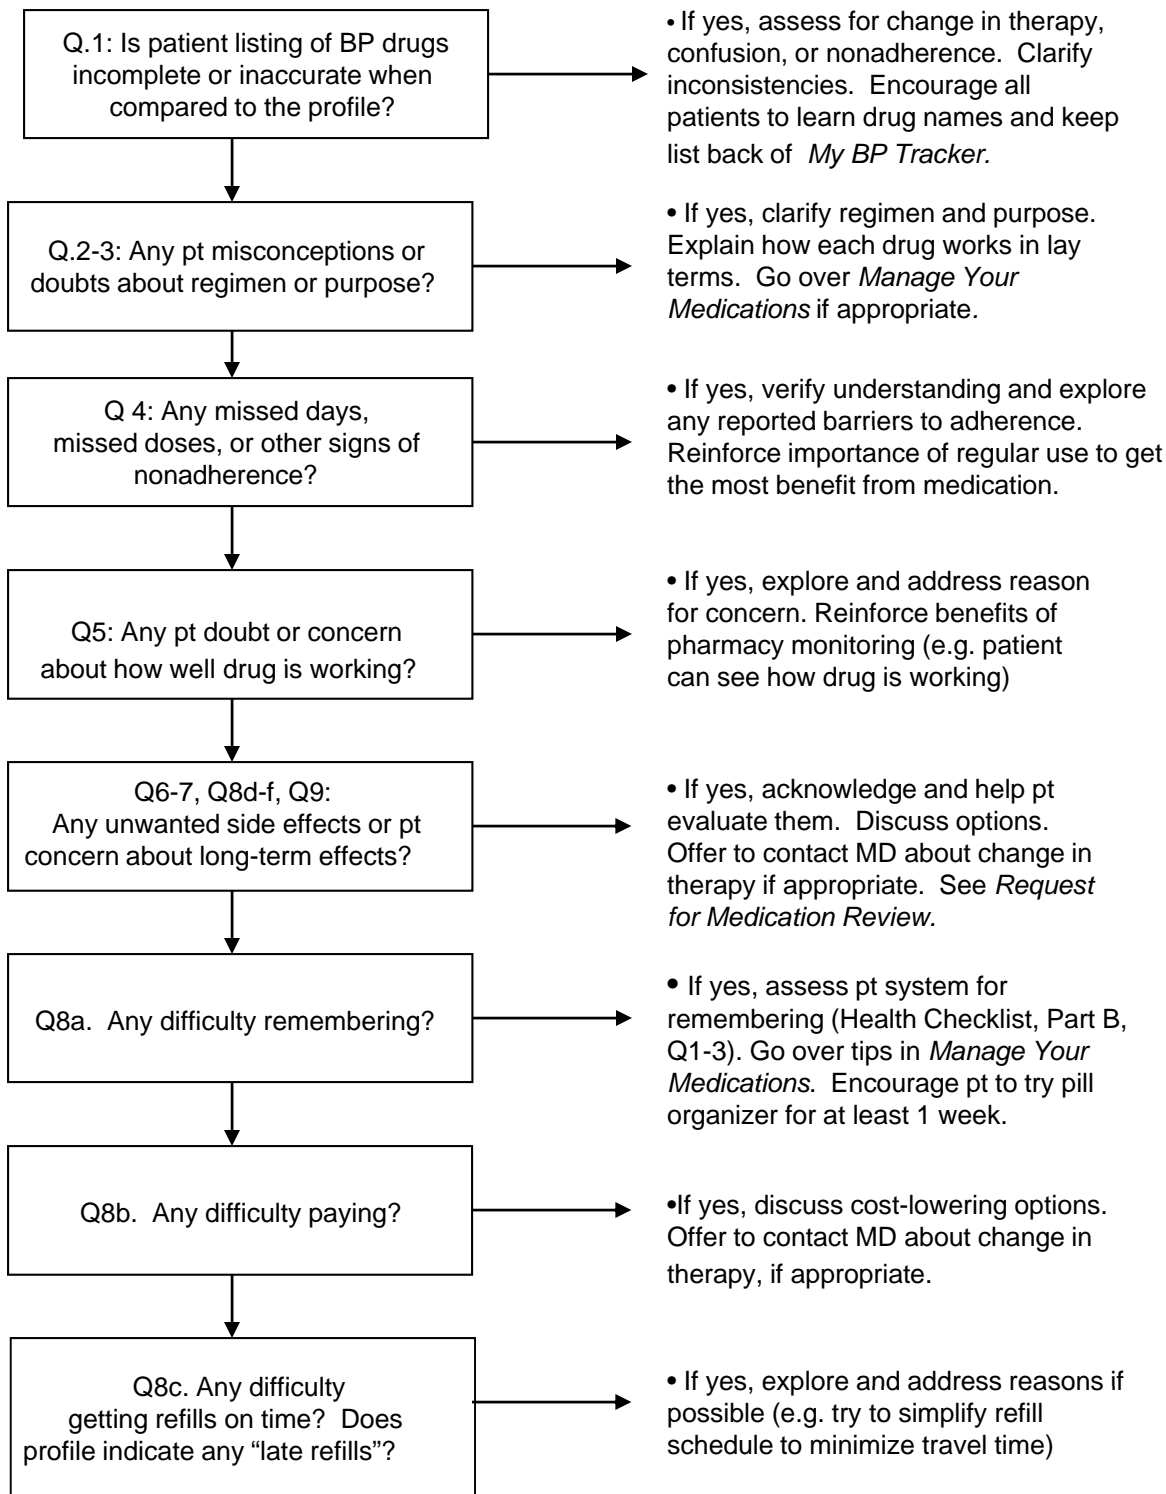 Q.1: Is patient listing of BP drugs
incomplete or inaccurate when
compared to the profile?
• If yes, assess for change in therapy,
confusion, or nonadherence.  Clarify
inconsistencies.  Encourage all
patients to learn drug names and keep
list back of  My BP Tracker.
Q.2-3: Any pt misconceptions or
doubts about regimen or purpose?
• If yes, clarify regimen and purpose.
Explain how each drug works in lay
terms.  Go over Manage Your
Medications if appropriate.
Q 4: Any missed days,
missed doses, or other signs of
nonadherence?
• If yes, verify understanding and explore
any reported barriers to adherence.
Reinforce importance of regular use to get
the most benefit from medication.
Q5: Any pt doubt or concern
about how well drug is working?
• If yes, explore and address reason
for concern. Reinforce benefits of
pharmacy monitoring (e.g. patient
can see how drug is working)
Q6-7, Q8d-f, Q9:
Any unwanted side effects or pt
concern about long-term effects?
• If yes, acknowledge and help pt
evaluate them.  Discuss options.
Offer to contact MD about change in
therapy if appropriate.  See Request
for Medication Review.
Q8a.  Any difficulty remembering?
• If yes, assess pt system for
remembering (Health Checklist, Part B,
Q1-3). Go over tips in Manage Your
Medications.  Encourage pt to try pill
organizer for at least 1 week.
Q8b.  Any difficulty paying?
•If yes, discuss cost-lowering options.
Offer to contact MD about change in
therapy, if appropriate.
Q8c. Any difficulty
getting refills on time?  Does
profile indicate any “late refills”?
• If yes, explore and address reasons if
possible (e.g. try to simplify refill
schedule to minimize travel time)